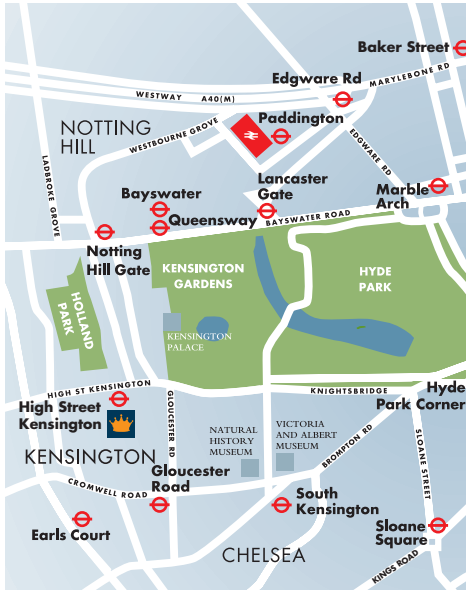 Baker Street
Edgware Rd
MARYLEBONE RD
WESTWAY A40(M)
NOTTING
HILL
WESTBOURNE GROVE
Paddington
EDGWARE RD
LADBROKE GROVE
Lancaster
Gate
Marble
Arch
Bayswater
Queensway
BAYSWATER ROAD
Notting
Hill Gate
KENSINGTON
GARDENS
HYDE
PARK
HOLLAND
PARK
KENSINGTON
PALACE
HIGH ST KENSINGTON
KNIGHTSBRIDGE
Hyde
Park Corner
High Street
Kensington
GLOUCESTER RD
NATURAL
HISTORY
MUSEUM
VICTORIA
AND ALBERT
MUSEUM
BROMPTON RD
SLOANE STREET
KENSINGTON
Gloucester
Road
CROMWELL ROAD
South
Kensington
Earls Court
Sloane
Square
CHELSEA
KINGS ROAD